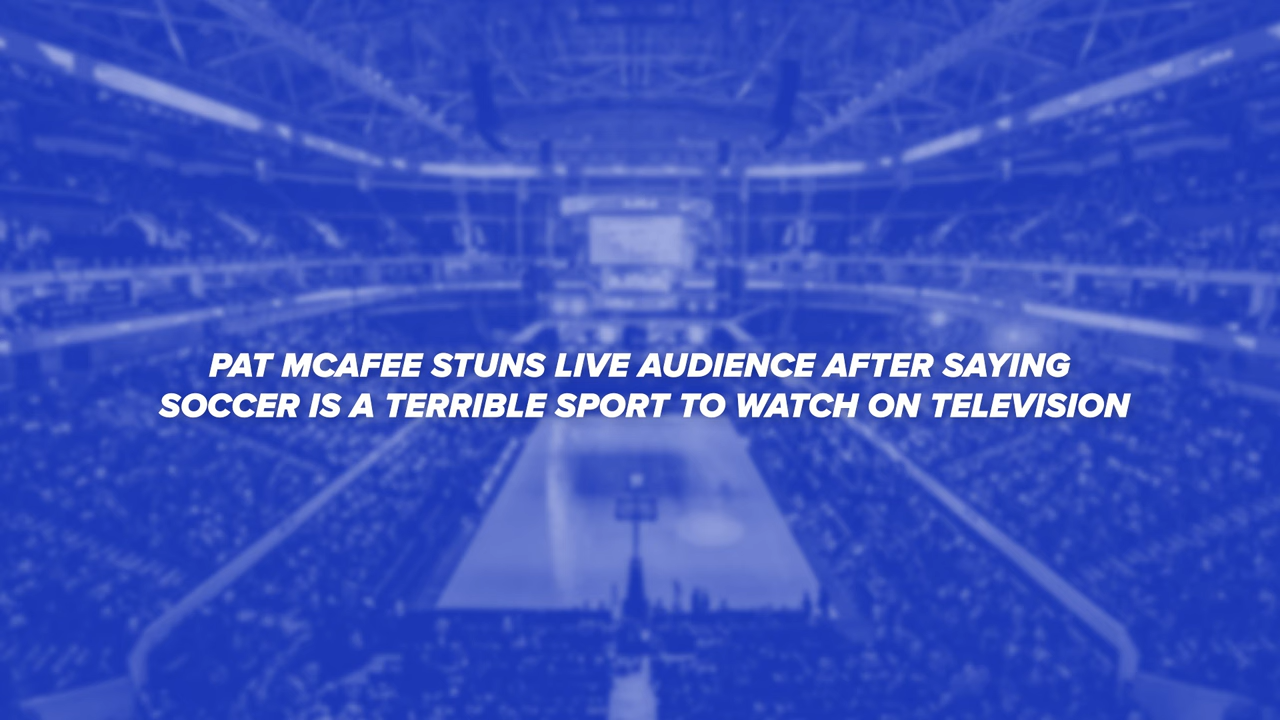 PAT MCAFEE STUNS LIVE AUDIENCE AFTER SAYING
SOCCER IS A TERRIBLE SPORT TO WATCH ON TELEVISION